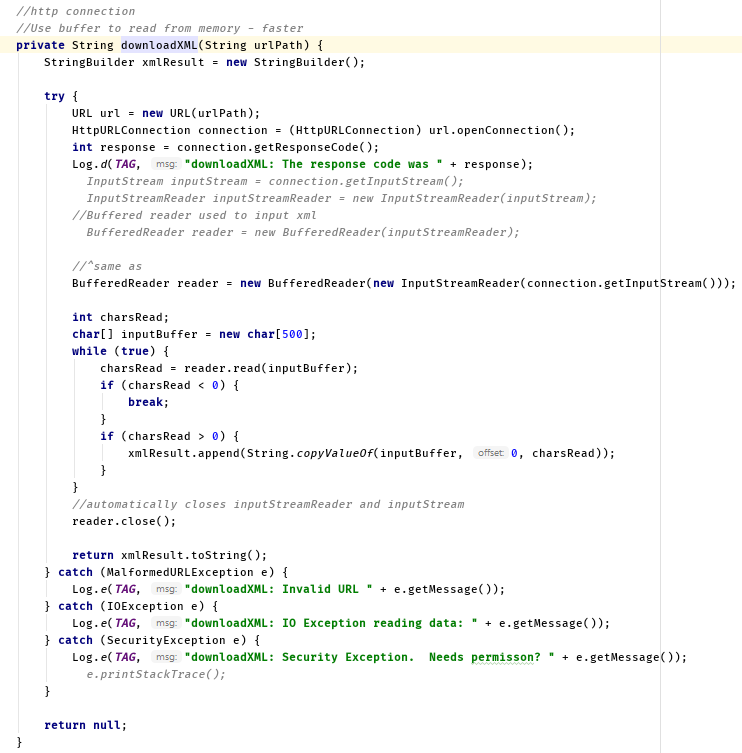 //http connection
//Use buffer to read from memory - faster
private String downloadXML(String urlPath) {
    StringBuilder xmlResult = new StringBuilder();

    try {
        URL url = new URL(urlPath);
        HttpURLConnection connection = (HttpURLConnection) url.openConnection();
        int response = connection.getResponseCode();
        Log.d(TAG, msg: "downloadXML: The response code was " + response);
          InputStream inputStream = connection.getInputStream();
          InputStreamReader inputStreamReader = new InputStreamReader(inputStream);
        //Buffered reader used to input xml
          BufferedReader reader = new BufferedReader(inputStreamReader);

        //^same as
        BufferedReader reader = new BufferedReader(new InputStreamReader(connection.getInputStream()));

        int charsRead;
        char[] inputBuffer = new char[500];
        while (true) {
            charsRead = reader.read(inputBuffer);
            if (charsRead < 0) {
                break;
            }
            if (charsRead > 0) {
                xmlResult.append(String.copyValueOf(inputBuffer, offset: 0, charsRead));
            }
        }
        //automatically closes inputStreamReader and inputStream
        reader.close();

        return xmlResult.toString();
    } catch (MalformedURLException e) {
        Log.e(TAG, msg: "downloadXML: Invalid URL " + e.getMessage());
    } catch (IOException e) {
        Log.e(TAG, msg: "downloadXML: IO Exception reading data: " + e.getMessage());
    } catch (SecurityException e) {
        Log.e(TAG, msg: "downloadXML: Security Exception.  Needs permisson? " + e.getMessage());
          e.printStackTrace();
    }

    return null;
}